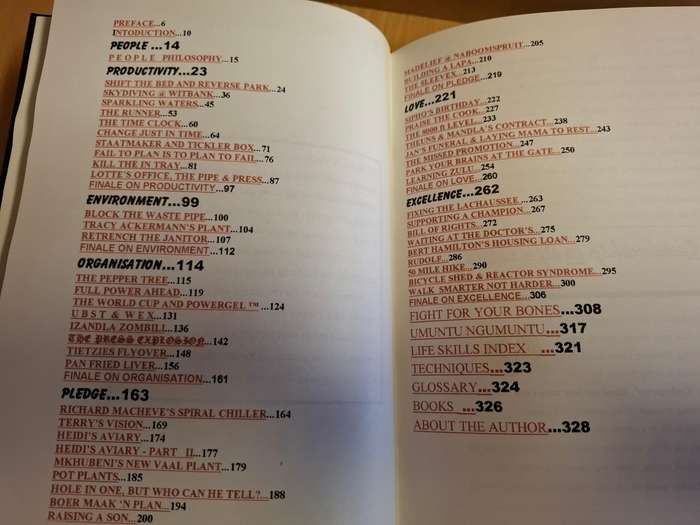 PREFACE...6
INTODUCTION...10
PEOPLE ...14
PEOPLE PHILOSOPHY...15
PRODUCTIVITY...23
SHIFT THE BED AND REVERSE PARK...24
SKYDIVING @ WITBANK...36
SPARKLING WATERS...45
THE RUNNER...53
THE TIME CLOCK...60
CHANGE JUST IN TIME...64
STAATMAKER AND TICKLER BOX...71
FAIL TO PLAN IS TO PLAN TO FAIL...76
KILL THE IN TRAY...81
LOTTE'S OFFICE, THE PIPE & PRESS...87
FINALE ON PRODUCTIVITY...97
ENVIRONMENT...99
BLOCK THE WASTE PIPE...100
TRACY ACKERMANN'S PLANT...104
RETRENCH THE JANITOR...107
FINALE ON ENVIRONMENT...112
ORGANISATION...114
THE PEPPER TREE...115
FULL POWER AHEAD...119
THE WORLD CUP AND POWERGEL ™...124
UBST & WEX...131
IZANDLA ZOMBILI...136
THE PRESS EXPLOSION...142
TIETZIES FLYOVER...148
PAN FRIED LIVER...156
FINALE ON ORGANISATION...161
PLEDGE...163
RICHARD MACHEVE'S SPIRAL CHILLER...164
TERRY'S VISION...169
HEIDI'S AVIARY...174
HEIDI'S AVIARY - PART II...177
MKHUBENI'S NEW VAAL PLANT...179
POT PLANTS...185
HOLE IN ONE, BUT WHO CAN HE TELL?...188
BOER MAAK 'N PLAN...194
RAISING A SON...200
MADELIEF @ NABOOMSPRUIT...205
BUILDING A LAPA...210
THE SLEEVEX...213
FINALE ON PLEDGE...219
LOVE...221
SIPHO'S BIRTHDAY...222
PRAISE THE COOK...227
THE 8000 ft LEVEL...233
THEUNS & MANDLA'S CONTRACT...238
JAN'S FUNERAL & LAYING MAMA TO REST...243
THE MISSED PROMOTION...247
PARK YOUR BRAINS AT THE GATE...250
LEARNING ZULU...254
FINALE ON LOVE...260
EXCELLENCE...262
FIXING THE LACHAUSSEE...263
SUPPORTING A CHAMPION...267
BILL OF RIGHTS...272
WAITING AT THE DOCTOR'S...275
BERT HAMILTON'S HOUSING LOAN...279
RUDOLF...286
50 MILE HIKE...290
BICYCLE SHED & REACTOR SYNDROME...295
WALK SMARTER NOT HARDER...300
FINALE ON EXCELLENCE...306
FIGHT FOR YOUR BONES...308
UMUNTU NGUMUNTU...317
LIFE SKILLS INDEX ...321
TECHNIQUES...323
GLOSSARY...324
BOOKS ...326
ABOUT THE AUTHOR...328